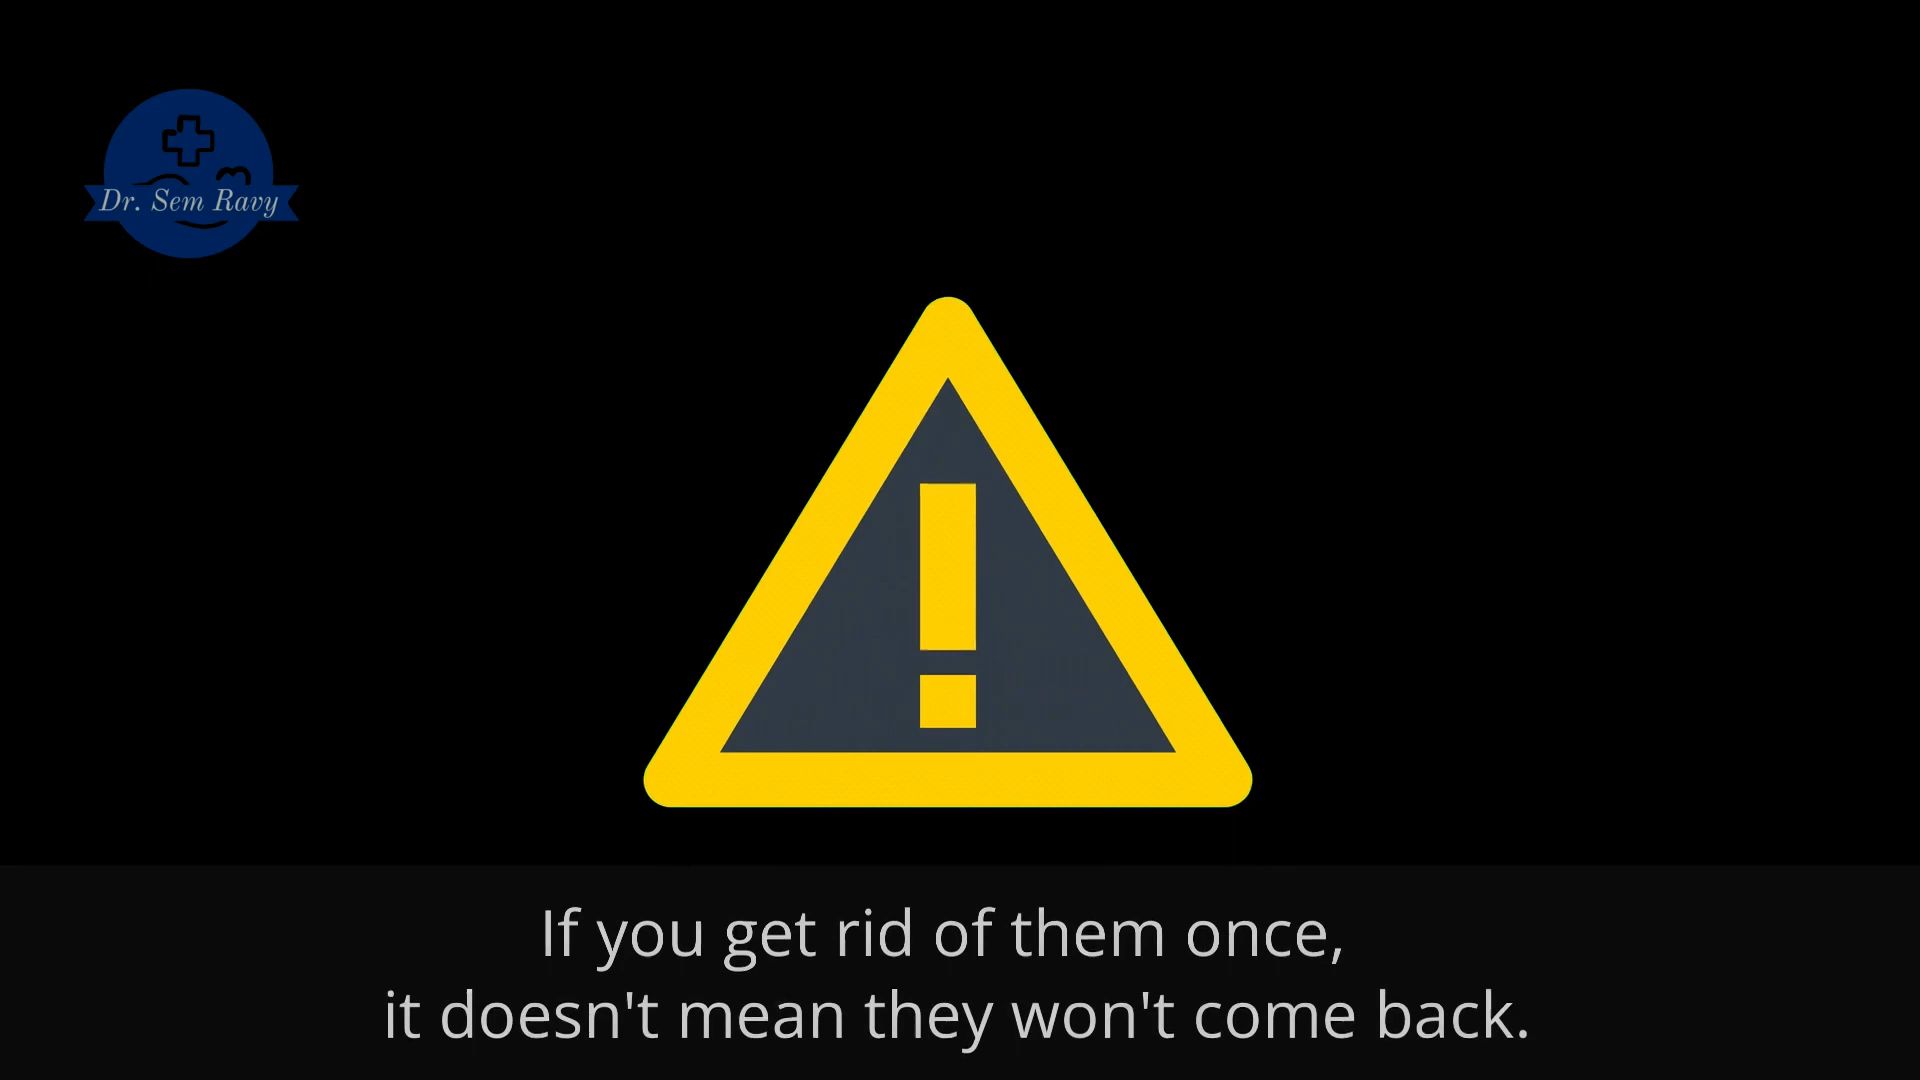 Dr. Sem Ravy
If you get rid of them once,
it doesn't mean they won't come back.